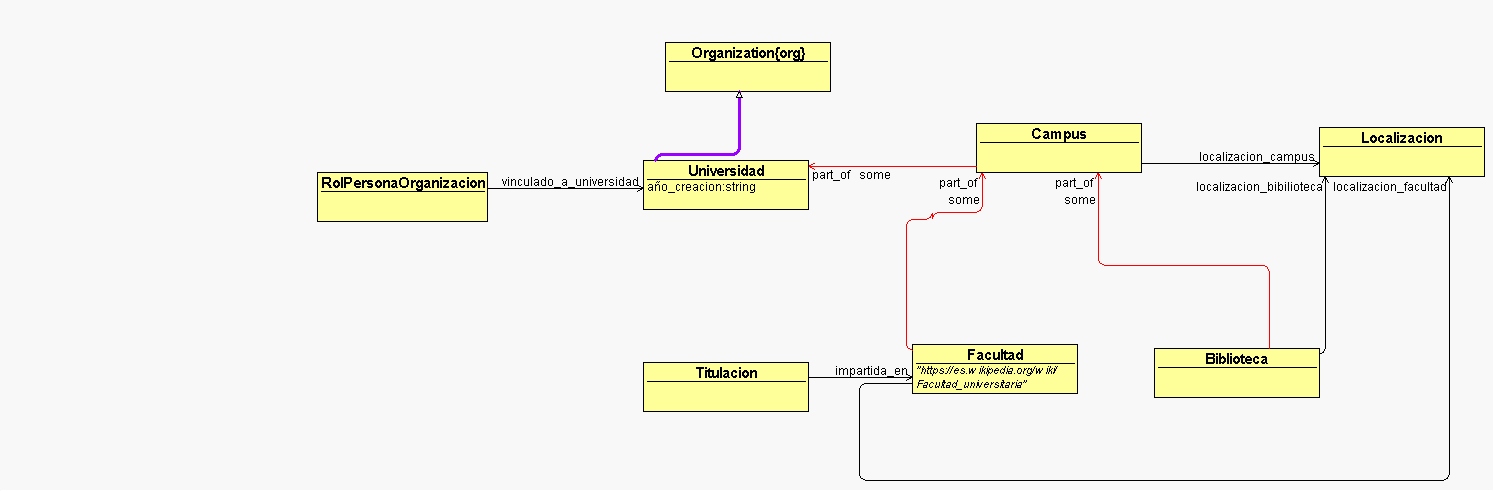 Organization{org}
Campus
Localizacion
localizacion_campus
RolPersonaOrganizacion
vinculado_a_universidad
Universidad
año_creacion:string
part_of some
part_of
some
part_of
some
localizacion_bibilioteca
localizacion_facultad
Titulacion
impartida_en
Facultad
"https://es.wikipedia.org/wiki/
Facultad_universitaria"
Biblioteca